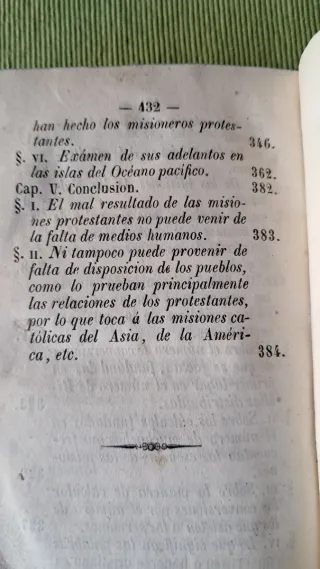 — 432 —
han hecho los misioneros protes-
tantes. 346.
§. VI. Exámen de sus adelantos en
las islas del Océano pacífico. 362.
Cap. V. Conclusion. 382.
§. I. El mal resultado de las misio-
nes protestantes no puede venir de
la falta de medios humanos. 383.
§. II. Ni tampoco puede provenir de
falta de disposicion de los pueblos,
como lo prueban principalmente
las relaciones de los protestantes,
por lo que toca á las misiones ca-
tólicas del Asia, de la Améri-
ca, etc. 384.